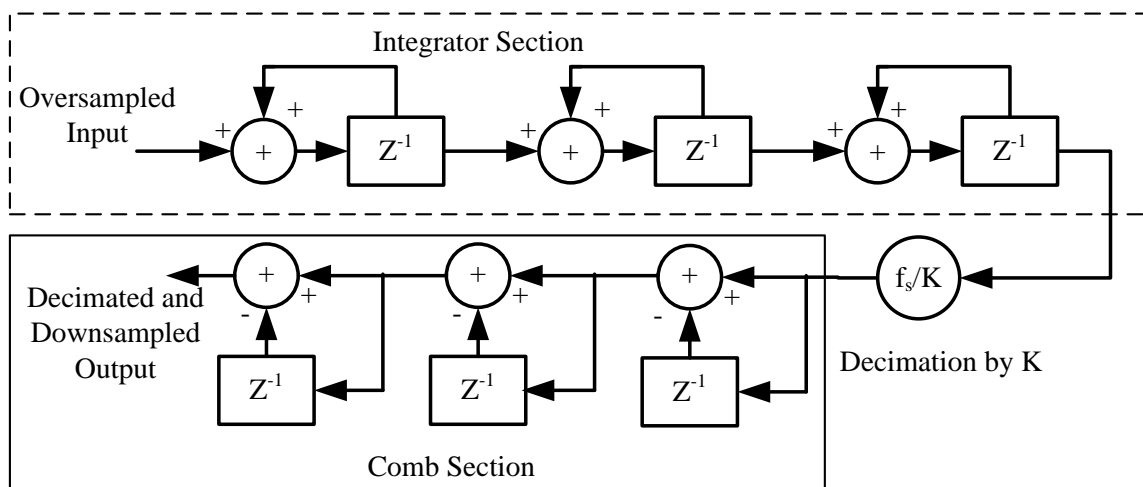 Integrator Section
Oversampled
Input
+ + + Z⁻¹
+ + + Z⁻¹
+ + + Z⁻¹
+ + -
+ + -
+ + -
fₛ/K
Decimated and
Downsampled
Output
Z⁻¹
Z⁻¹
Z⁻¹
Decimation by K
Comb Section